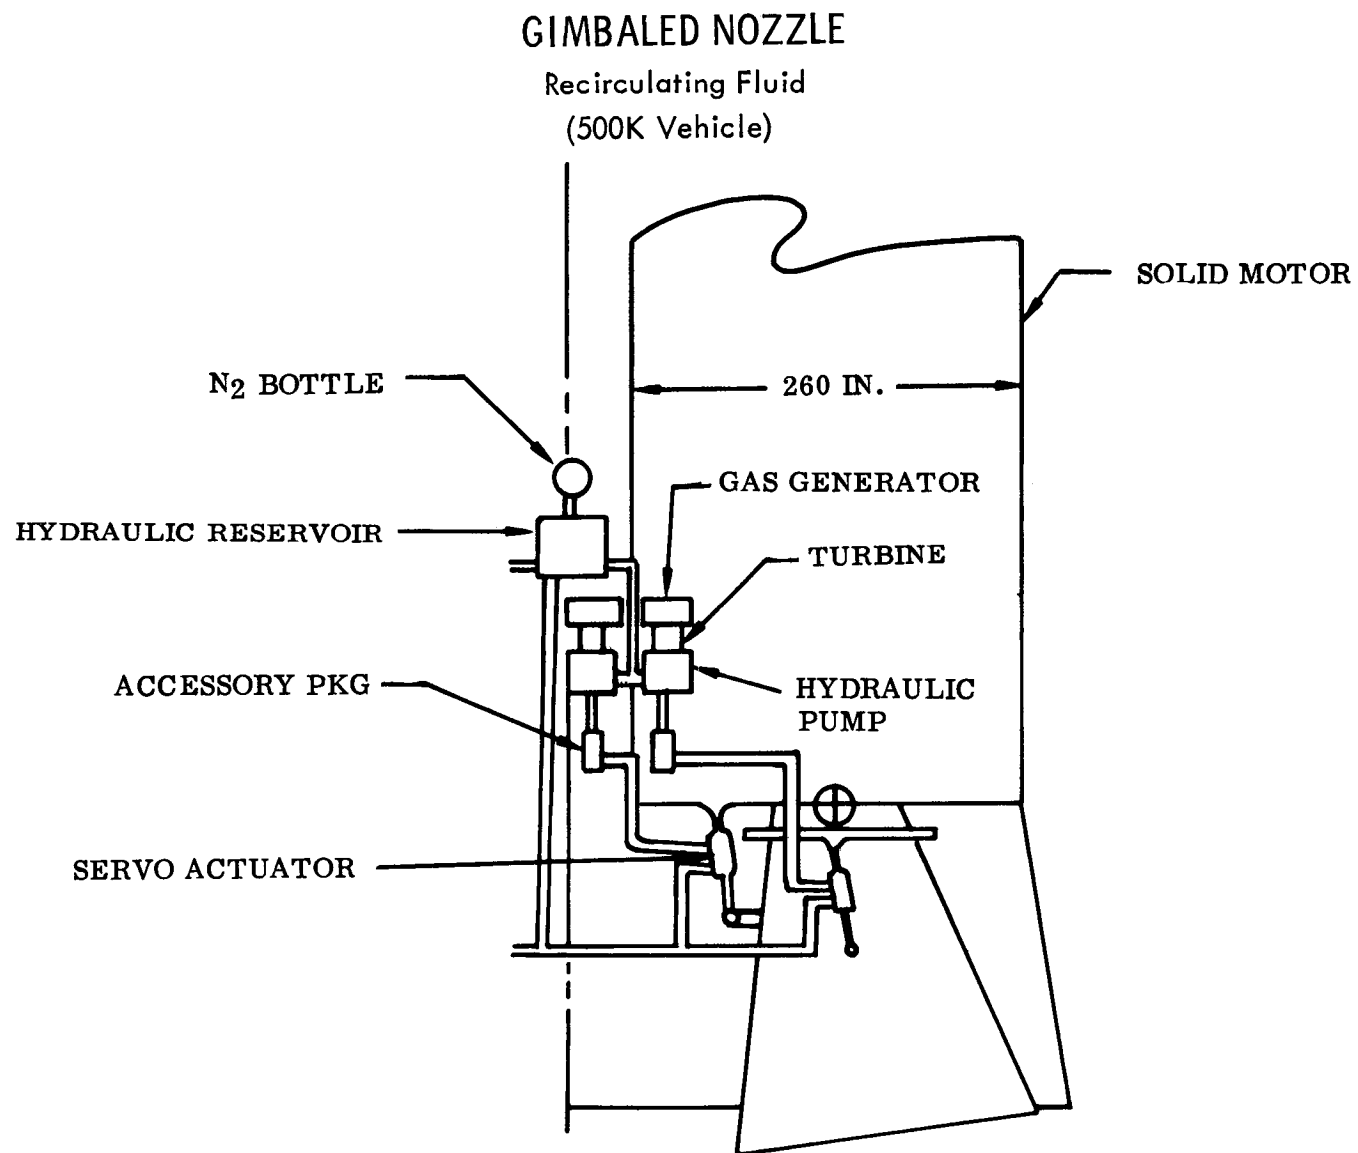 GIMBALED NOZZLE
Recirculating Fluid
(500K Vehicle)
SOLID MOTOR
N₂ BOTTLE
260 IN.
GAS GENERATOR
HYDRAULIC RESERVOIR
TURBINE
ACCESSORY PKG
HYDRAULIC
PUMP
SERVO ACTUATOR